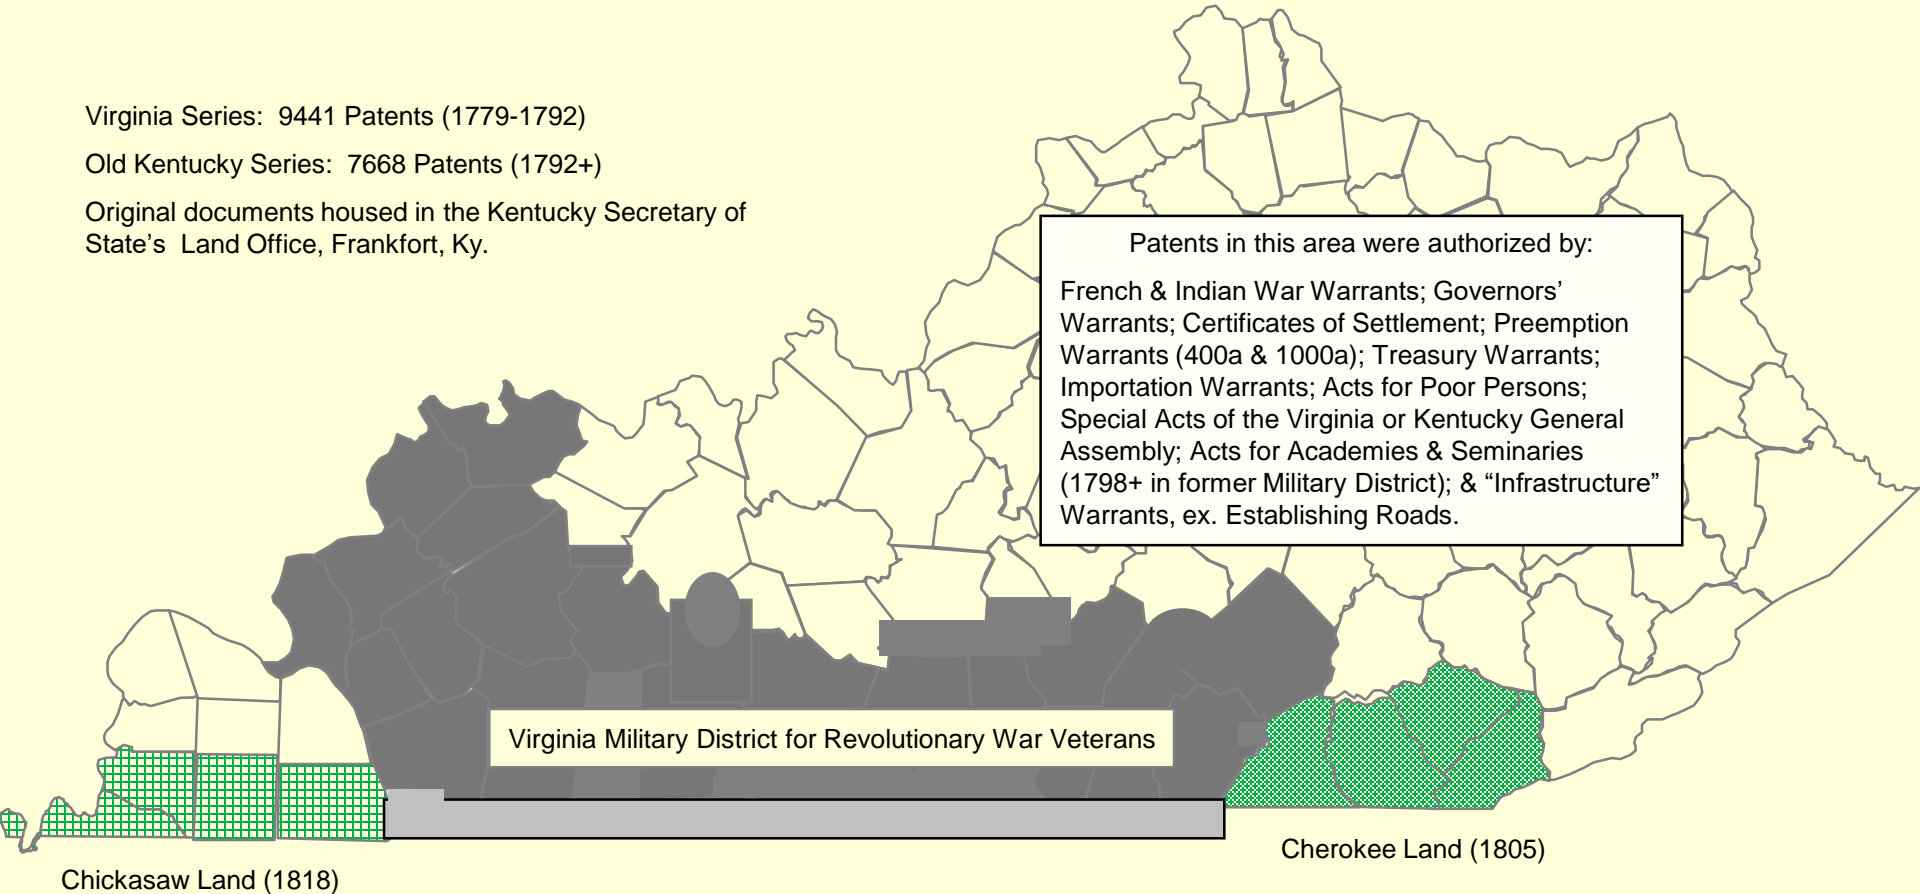 Virginia Series:  9441 Patents (1779-1792)
Old Kentucky Series:  7668 Patents (1792+)
Original documents housed in the Kentucky Secretary of
State’s  Land Office, Frankfort, Ky.
Patents in this area were authorized by:
French & Indian War Warrants; Governors’
Warrants; Certificates of Settlement; Preemption
Warrants (400a & 1000a); Treasury Warrants;
Importation Warrants; Acts for Poor Persons;
Special Acts of the Virginia or Kentucky General
Assembly; Acts for Academies & Seminaries
(1798+ in former Military District); & “Infrastructure”
Warrants, ex. Establishing Roads.
Virginia Military District for Revolutionary War Veterans
Cherokee Land (1805)
Chickasaw Land (1818)